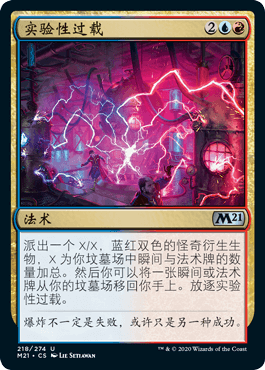 实验性过载 2
法术
M21
派出一个 X/X，蓝红双色的怪奇衍生生
物，X 为你坟墓场中瞬间与法术牌的
数量加总。然后你可以将一张瞬间或法术
牌从你的坟墓场移回你手上。放逐实验
性过载。
爆炸不一定是失败，或许只是另一种成功。
218/274 U
M21 • CS LIE SETIAWAN
™ & © 2020 Wizards of the Coast